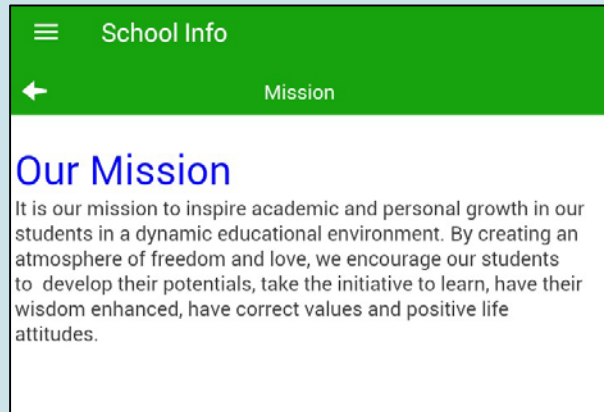 School Info
Mission
Our Mission
It is our mission to inspire academic and personal growth in our
students in a dynamic educational environment. By creating an
atmosphere of freedom and love, we encourage our students
to  develop their potentials, take the initiative to learn, have their
wisdom enhanced, have correct values and positive life
attitudes.